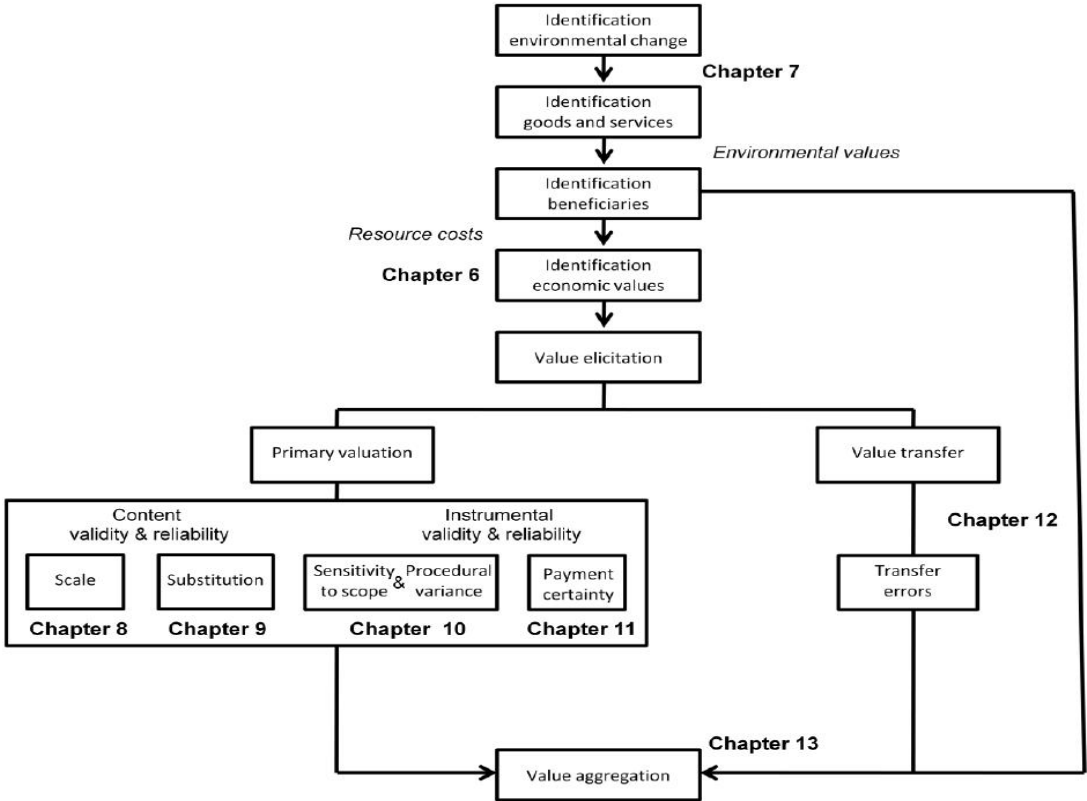 Identification
environmental change
Chapter 7
Identification
goods and services
Environmental values
Identification
beneficiaries
Resource costs
Chapter 6
Identification
economic values
Value elicitation
Primary valuation
Value transfer
Content
validity & reliability
Instrumental
validity & reliability
Chapter 12
Scale
Substitution
Sensitivity
to scope
&
Procedural
variance
Payment
certainty
Transfer
errors
Chapter 8
Chapter 9
Chapter 10
Chapter 11
Chapter 13
Value aggregation